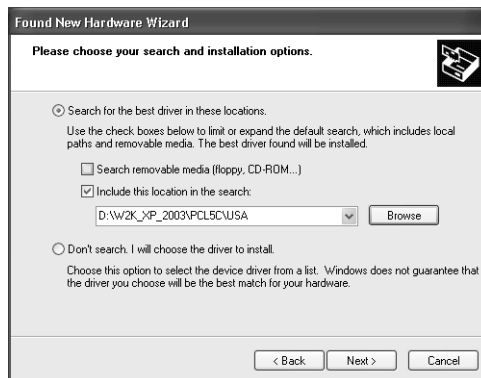 Found New Hardware Wizard
Please choose your search and installation options.
Search for the best driver in these locations.
Use the check boxes below to limit or expand the default search, which includes local
paths and removable media. The best driver found will be installed.
Search removable media (floppy, CD-ROM...)
Include this location in the search:
D:\W2K_XP_2003\PCL5C\USA
Browse
Don't search. I will choose the driver to install.
Choose this option to select the device driver from a list. Windows does not guarantee that
the driver you choose will be the best match for your hardware.
< Back
Next >
Cancel